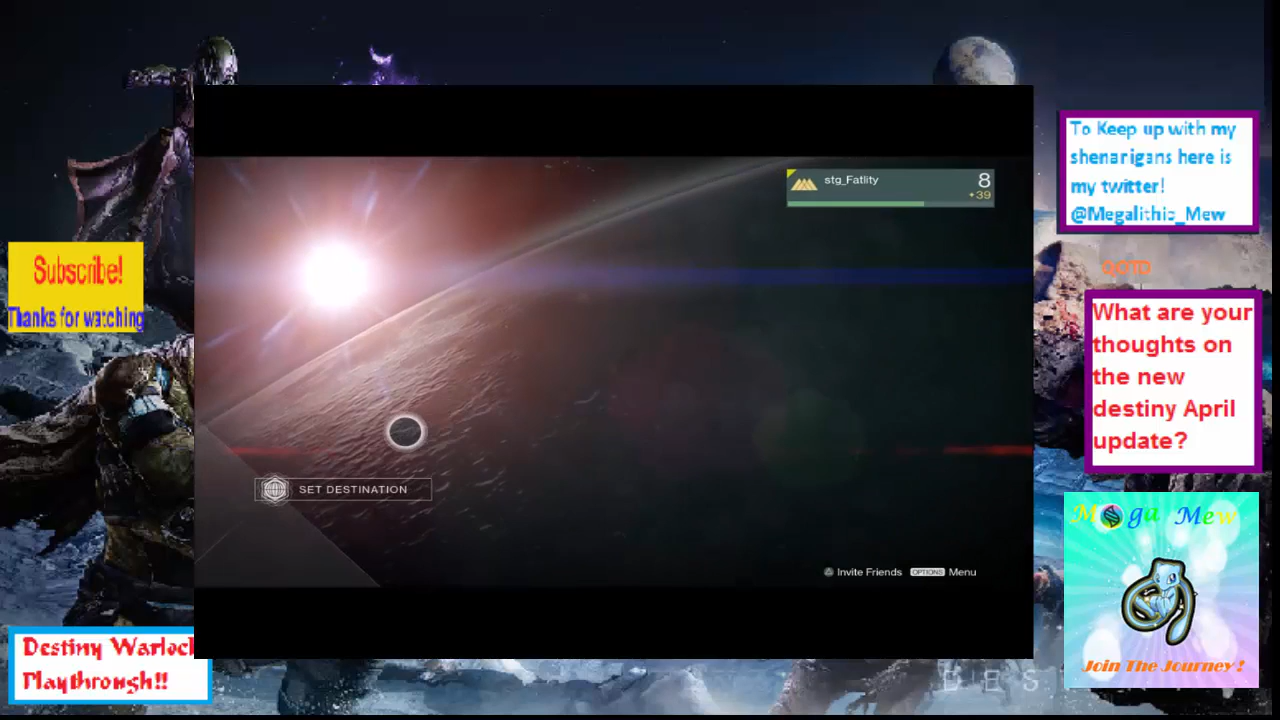 Subscribe!
Thanks for watching
Destiny Warlock
Playthrough!!
stg_Fatlity
8
+39
SET DESTINATION
Invite Friends OPTIONS Menu
To Keep up with my
shenanigans here is
my twitter!
@Megalithic_Mew
QOTD
What are your
thoughts on
the new
destiny April
update?
Mega Mew
Join The Journey!